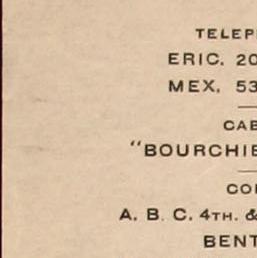 TELEP
ERIC. 20
MEX, 53
CAB
"BOURCHIE
CO
A. B. C. 4TH. &
BENT